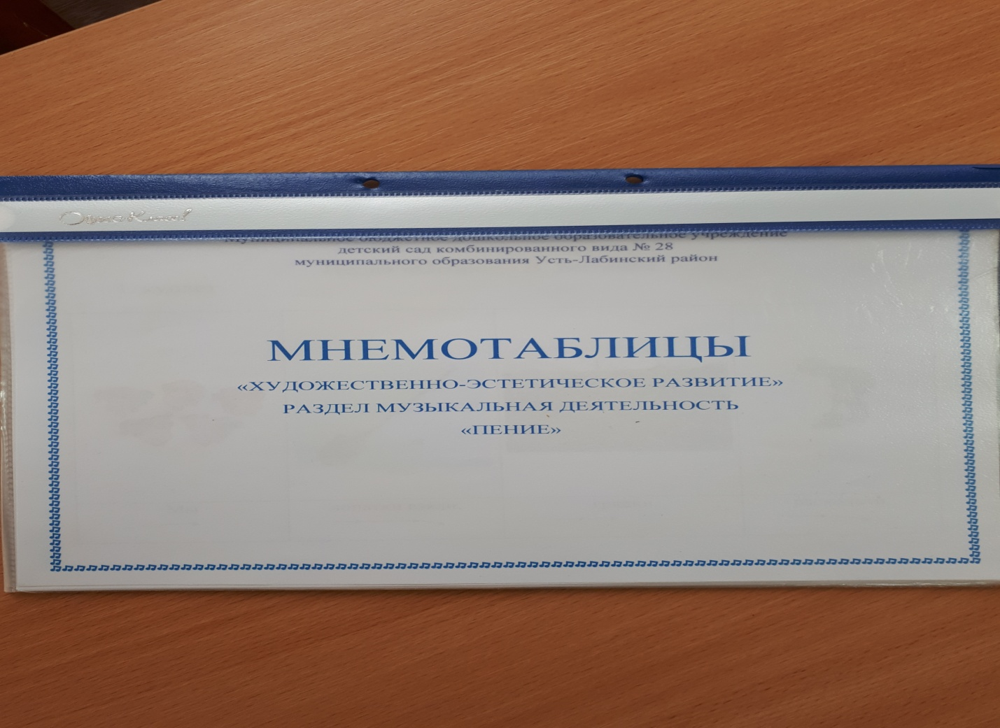 Муниципальное бюджетное дошкольное образовательное учреждение
детский сад комбинированного вида № 28
муниципального образования Усть-Лабинский район
МНЕМОТАБЛИЦЫ
«ХУДОЖЕСТВЕННО-ЭСТЕТИЧЕСКОЕ РАЗВИТИЕ»
РАЗДЕЛ МУЗЫКАЛЬНАЯ ДЕЯТЕЛЬНОСТЬ
«ПЕНИЕ»